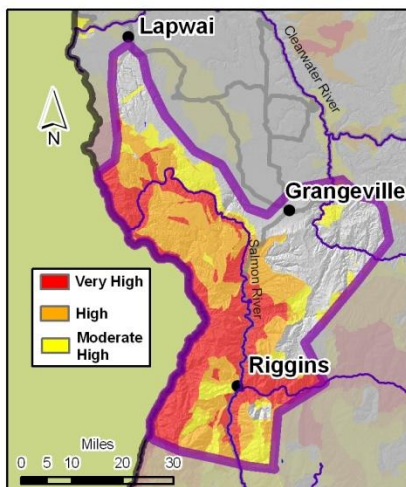 Lapwai
Clearwater River
N
Grangeville
Salmon River
Very High
High
Moderate
High
Riggins
Miles
0 5 10 20 30